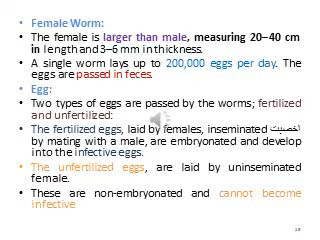 • Female Worm:
• The female is larger than male, measuring 20–40 cm
in length and 3–6 mm in thickness.
• A single worm lays up to 200,000 eggs per day. The
eggs are passed in feces.
• Egg:
• Two types of eggs are passed by the worms; fertilized
and unfertilized:
• The fertilized eggs, laid by females, inseminated اخصبت
by mating with a male, are embryonated and develop
into the infective eggs.
• The unfertilized eggs, are laid by uninseminated
female.
• These are non-embryonated and cannot become
infective